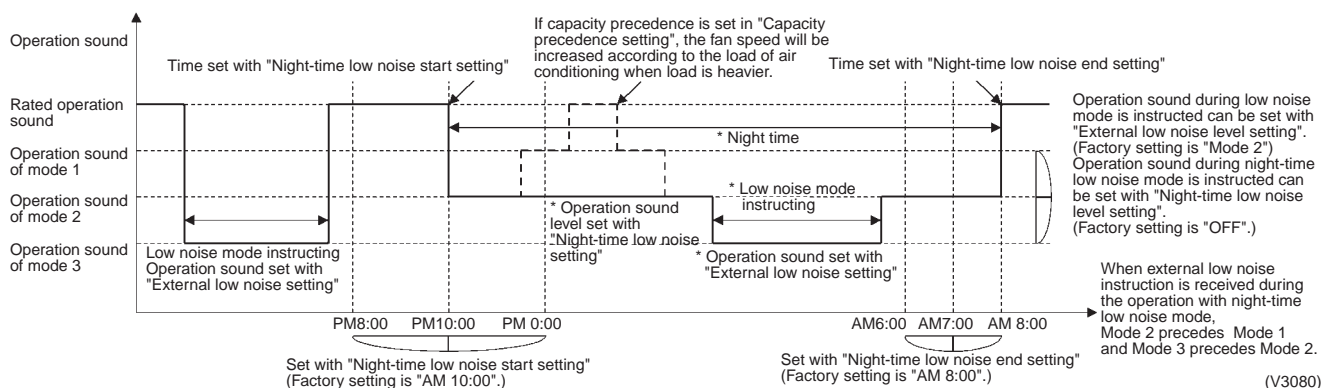 Operation sound
If capacity precedence is set in "Capacity
precedence setting", the fan speed will be
increased according to the load of air
conditioning when load is heavier.
Time set with "Night-time low noise start setting"
Time set with "Night-time low noise end setting"
Rated operation
sound
Operation sound
of mode 1
Operation sound
of mode 2
Operation sound
of mode 3
* Night time
* Low noise mode
instructing
* Operation sound
level set with
"Night-time low noise
setting"
Low noise mode instructing
Operation sound set with
"External low noise setting"
* Operation sound set with
"External low noise setting"
Operation sound during low noise
mode is instructed can be set with
"External low noise level setting".
(Factory setting is "Mode 2")
Operation sound during night-time
low noise mode is instructed can
be set with "Night-time low noise
level setting".
(Factory setting is "OFF".)
When external low noise
instruction is received during
the operation with night-time
low noise mode,
Mode 2 precedes Mode 1
and Mode 3 precedes Mode 2.
PM8:00 PM10:00 PM 0:00
AM6:00 AM7:00 AM 8:00
Set with "Night-time low noise start setting"
(Factory setting is "AM 10:00".)
Set with "Night-time low noise end setting"
(Factory setting is "AM 8:00".)
(V3080)